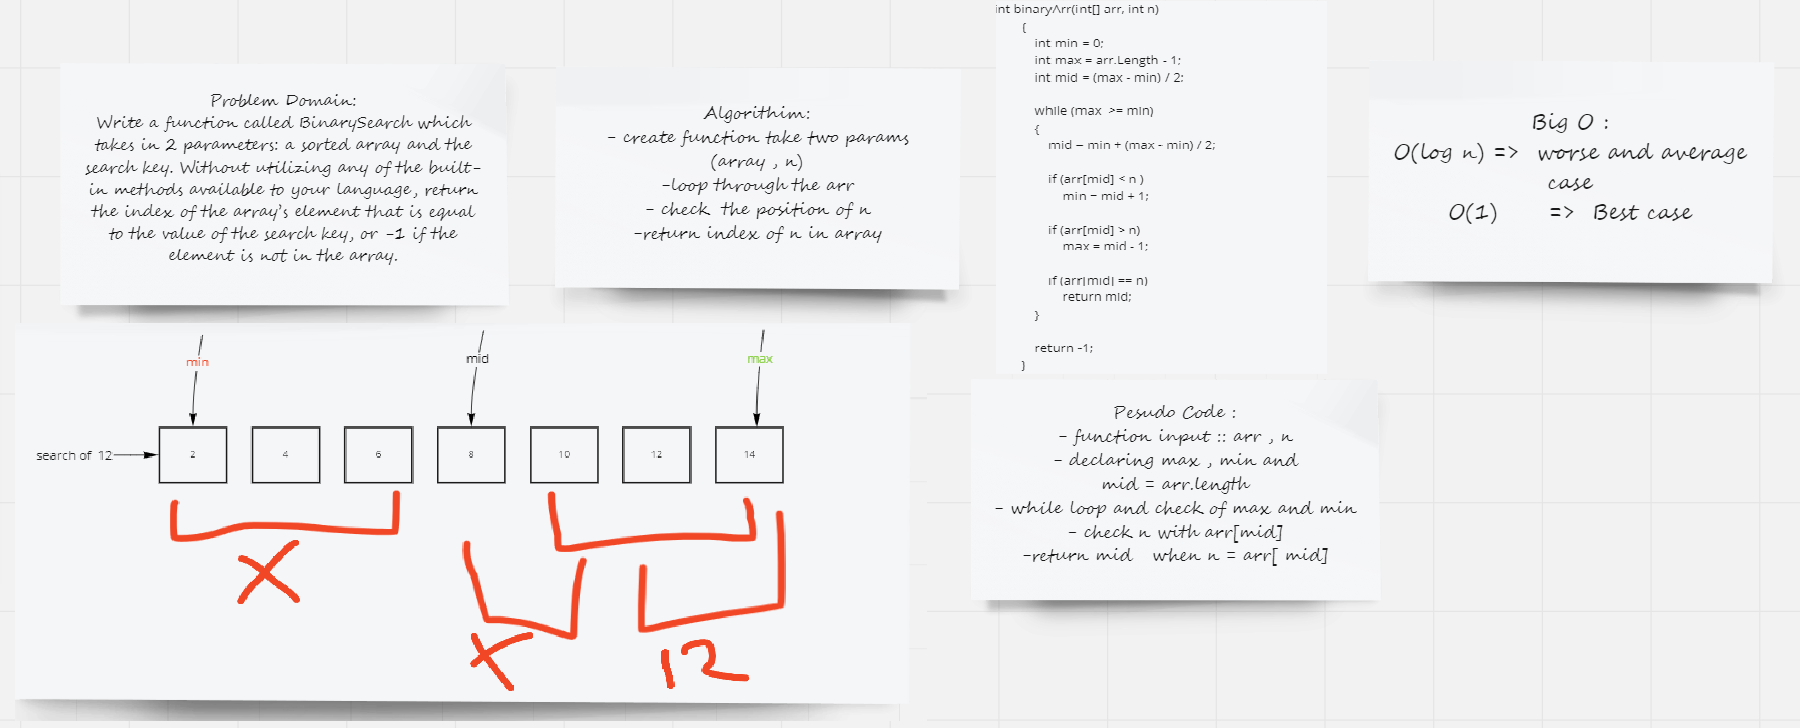 Problem Domain:
Write a function called BinarySearch which
takes in 2 parameters: a sorted array and the
search key. Without utilizing any of the built-
in methods available to your language, return
the index of the array's element that is equal
to the value of the search key, or -1 if the
element is not in the array.
Algorithim:
- create function take two params
(array , n)
-loop through the arr
- check the position of n
-return index of n in array
int binaryArr(int[] arr, int n)
{
int min = 0;
int max = arr.Length - 1;
int mid = (max - min) / 2;
while (max >= min)
{
mid = min + (max - min) / 2;
if (arr[mid] < n )
min = mid + 1;
if (arr[mid] > n)
max = mid - 1;
if (arr[mid] == n)
return mid;
}
return -1;
}
Big O :
O(log n) => worse and average
case
O(1) => Best case
min
mid
max
search of 12
2
4
6
8
10
12
14
X
X
12
Pesudo Code :
- function input :: arr , n
- declaring max , min and
mid = arr.length
- while loop and check of max and min
- check n with arr[mid]
-return mid when n = arr[ mid]